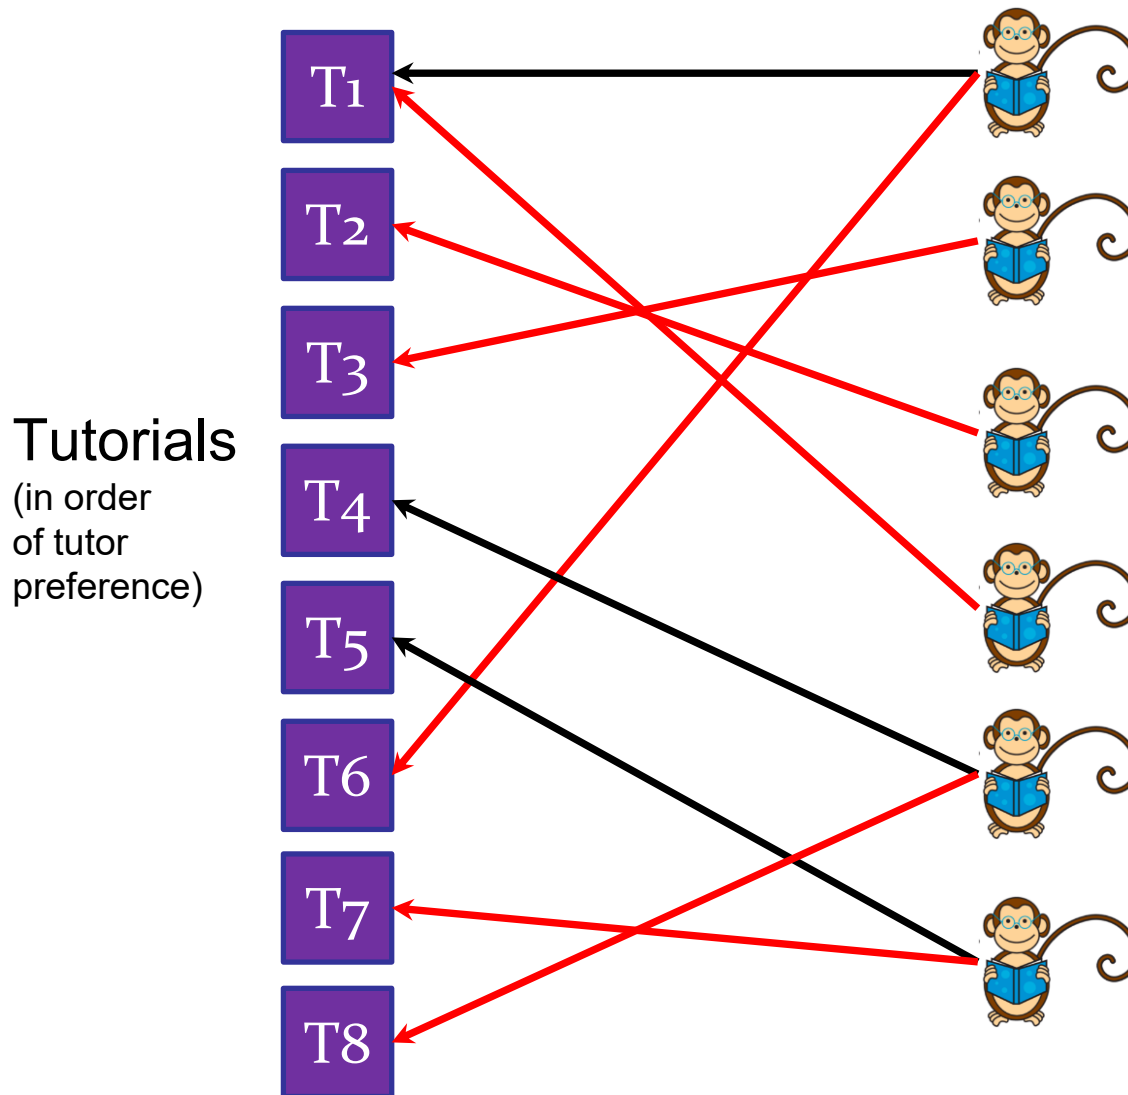 T1
T2
T3
T4
T5
T6
T7
T8
Tutorials
(in order
of tutor
preference)